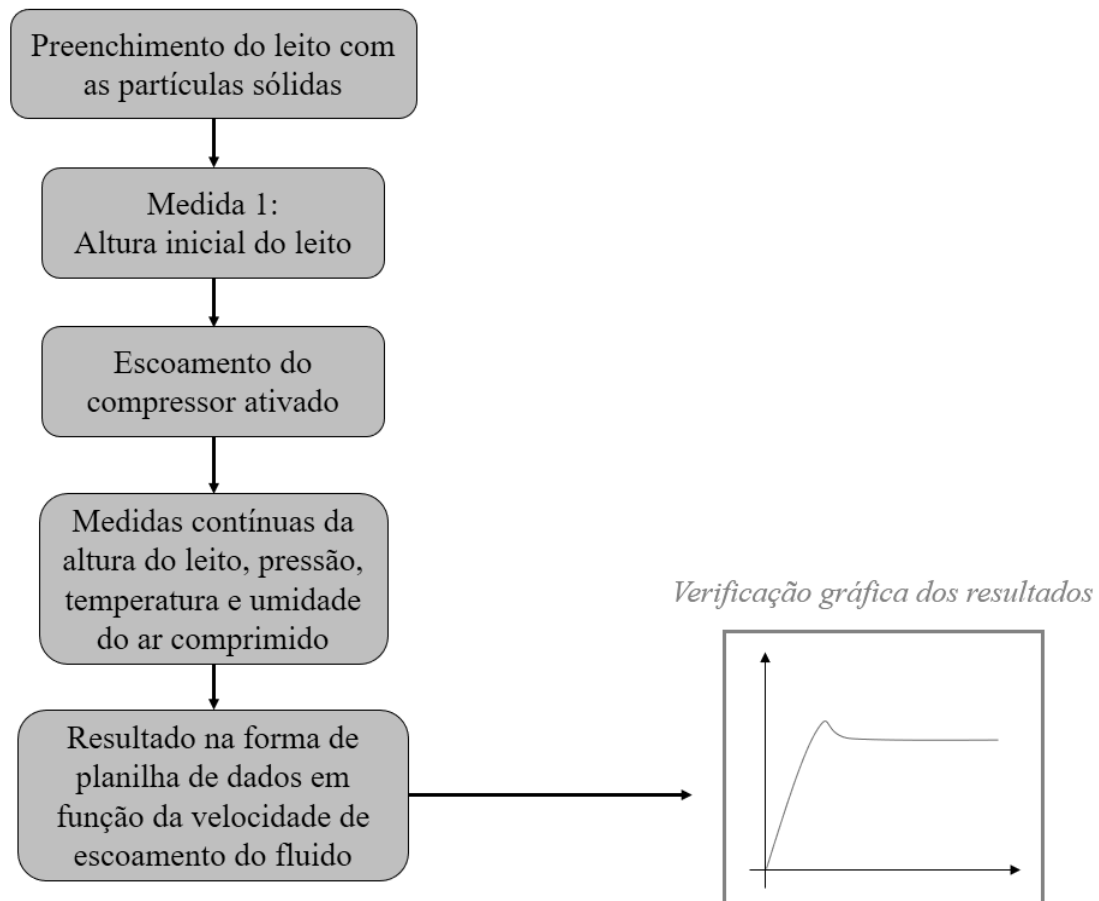 Preenchimento do leito com
as partículas sólidas
Medida 1:
Altura inicial do leito
Escoamento do
compressor ativado
Medidas contínuas da
altura do leito, pressão,
temperatura e umidade
do ar comprimido
Resultado na forma de
planilha de dados em
função da velocidade de
escoamento do fluido
Verificação gráfica dos resultados